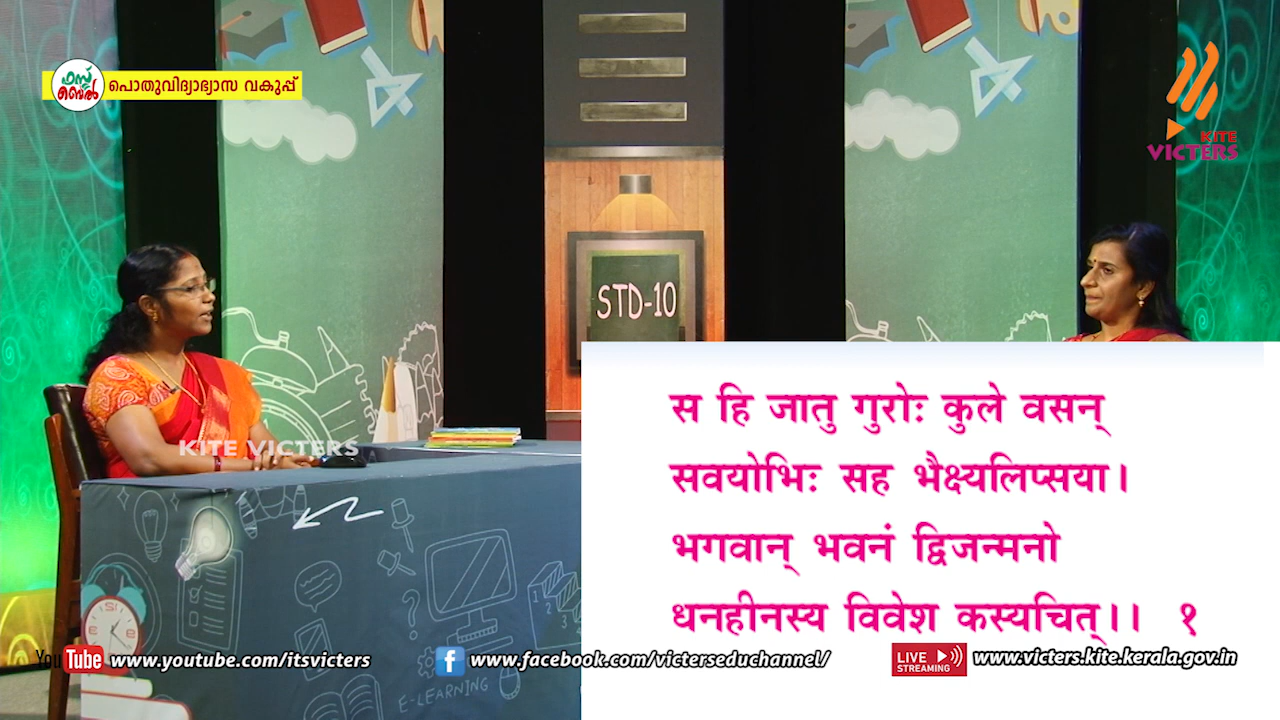 ഫസ്റ്റ്
ബെൽ
പൊതുവിദ്യാഭ്യാസ വകുപ്പ്
KITE
VICTERS
STD-10
KITE VICTERS
स हि जातु गुरोः कुले वसन्
सवयोभिः सह भैक्ष्यलिप्सया।
भगवान् भवनं द्विजन्मनो
धनहीनस्य विवेश कस्यचित्।। १
E-LEARNING
YouTube www.youtube.com/itsvicters
f www.facebook.com/victerseduchannel/
LIVE STREAMING www.victers.kite.kerala.gov.in